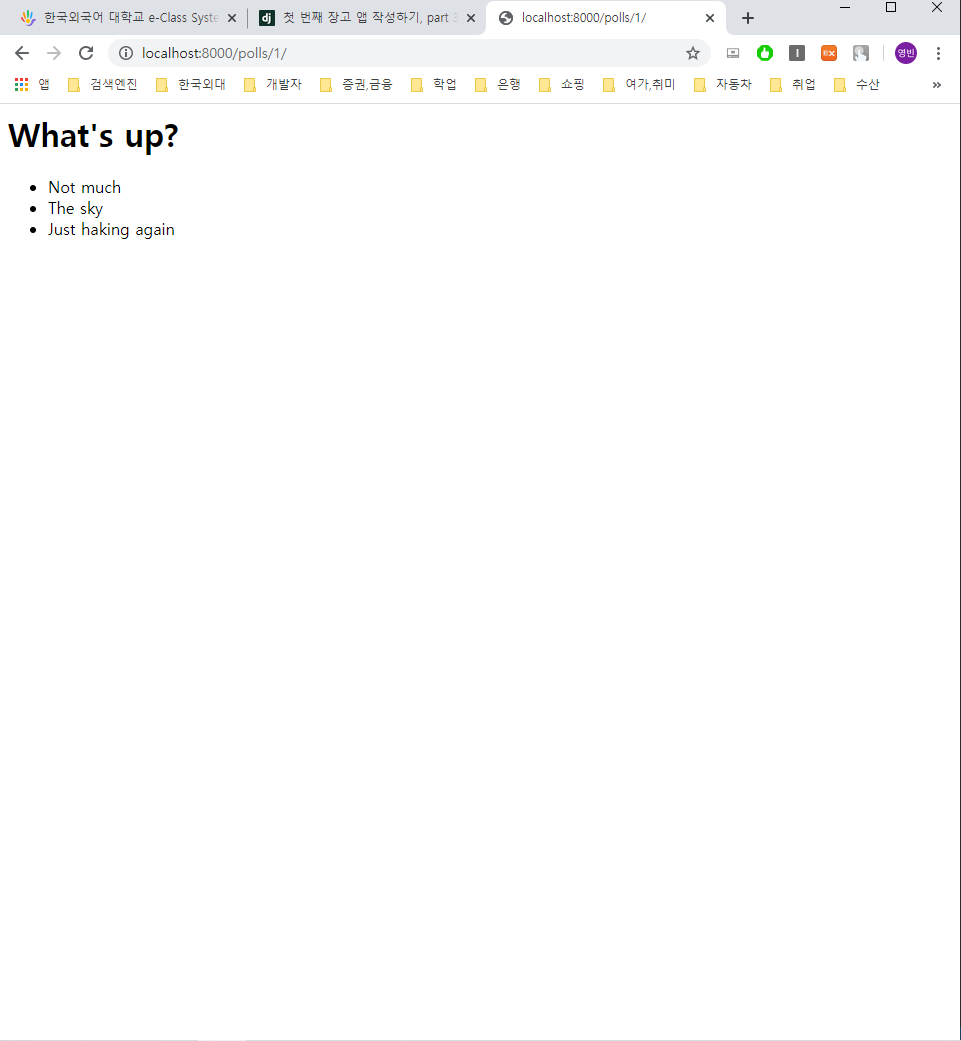 한국외국어 대학교 e-Class Syste
첫 번째 장고 앱 작성하기, part 3
localhost:8000/polls/1/
localhost:8000/polls/1/
EX
영빈
앱 검색엔진 한국외대 개발자 증권,금융 학업 은행 쇼핑 여가,취미 자동차 취업 수산 »
What's up?
• Not much
• The sky
• Just haking again